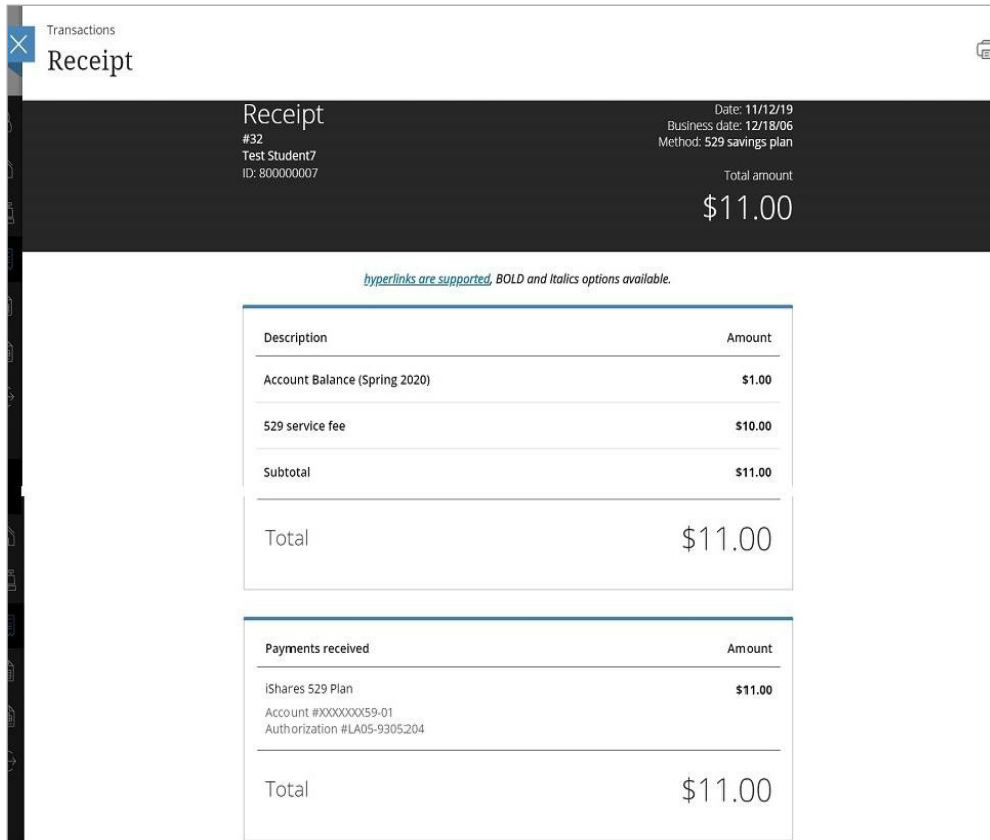 Transactions
Receipt
Receipt
#32
Test Student7
ID: 800000007
Date: 11/12/19
Business date: 12/18/06
Method: 529 savings plan
Total amount
$11.00
hyperlinks are supported, BOLD and Italics options available.
Description Amount
Account Balance (Spring 2020) $1.00
529 service fee $10.00
Subtotal $11.00
Total $11.00
Payments received Amount
iShares 529 Plan $11.00
Account #XXXXXXX59-01
Authorization #LA05-9305204
Total $11.00